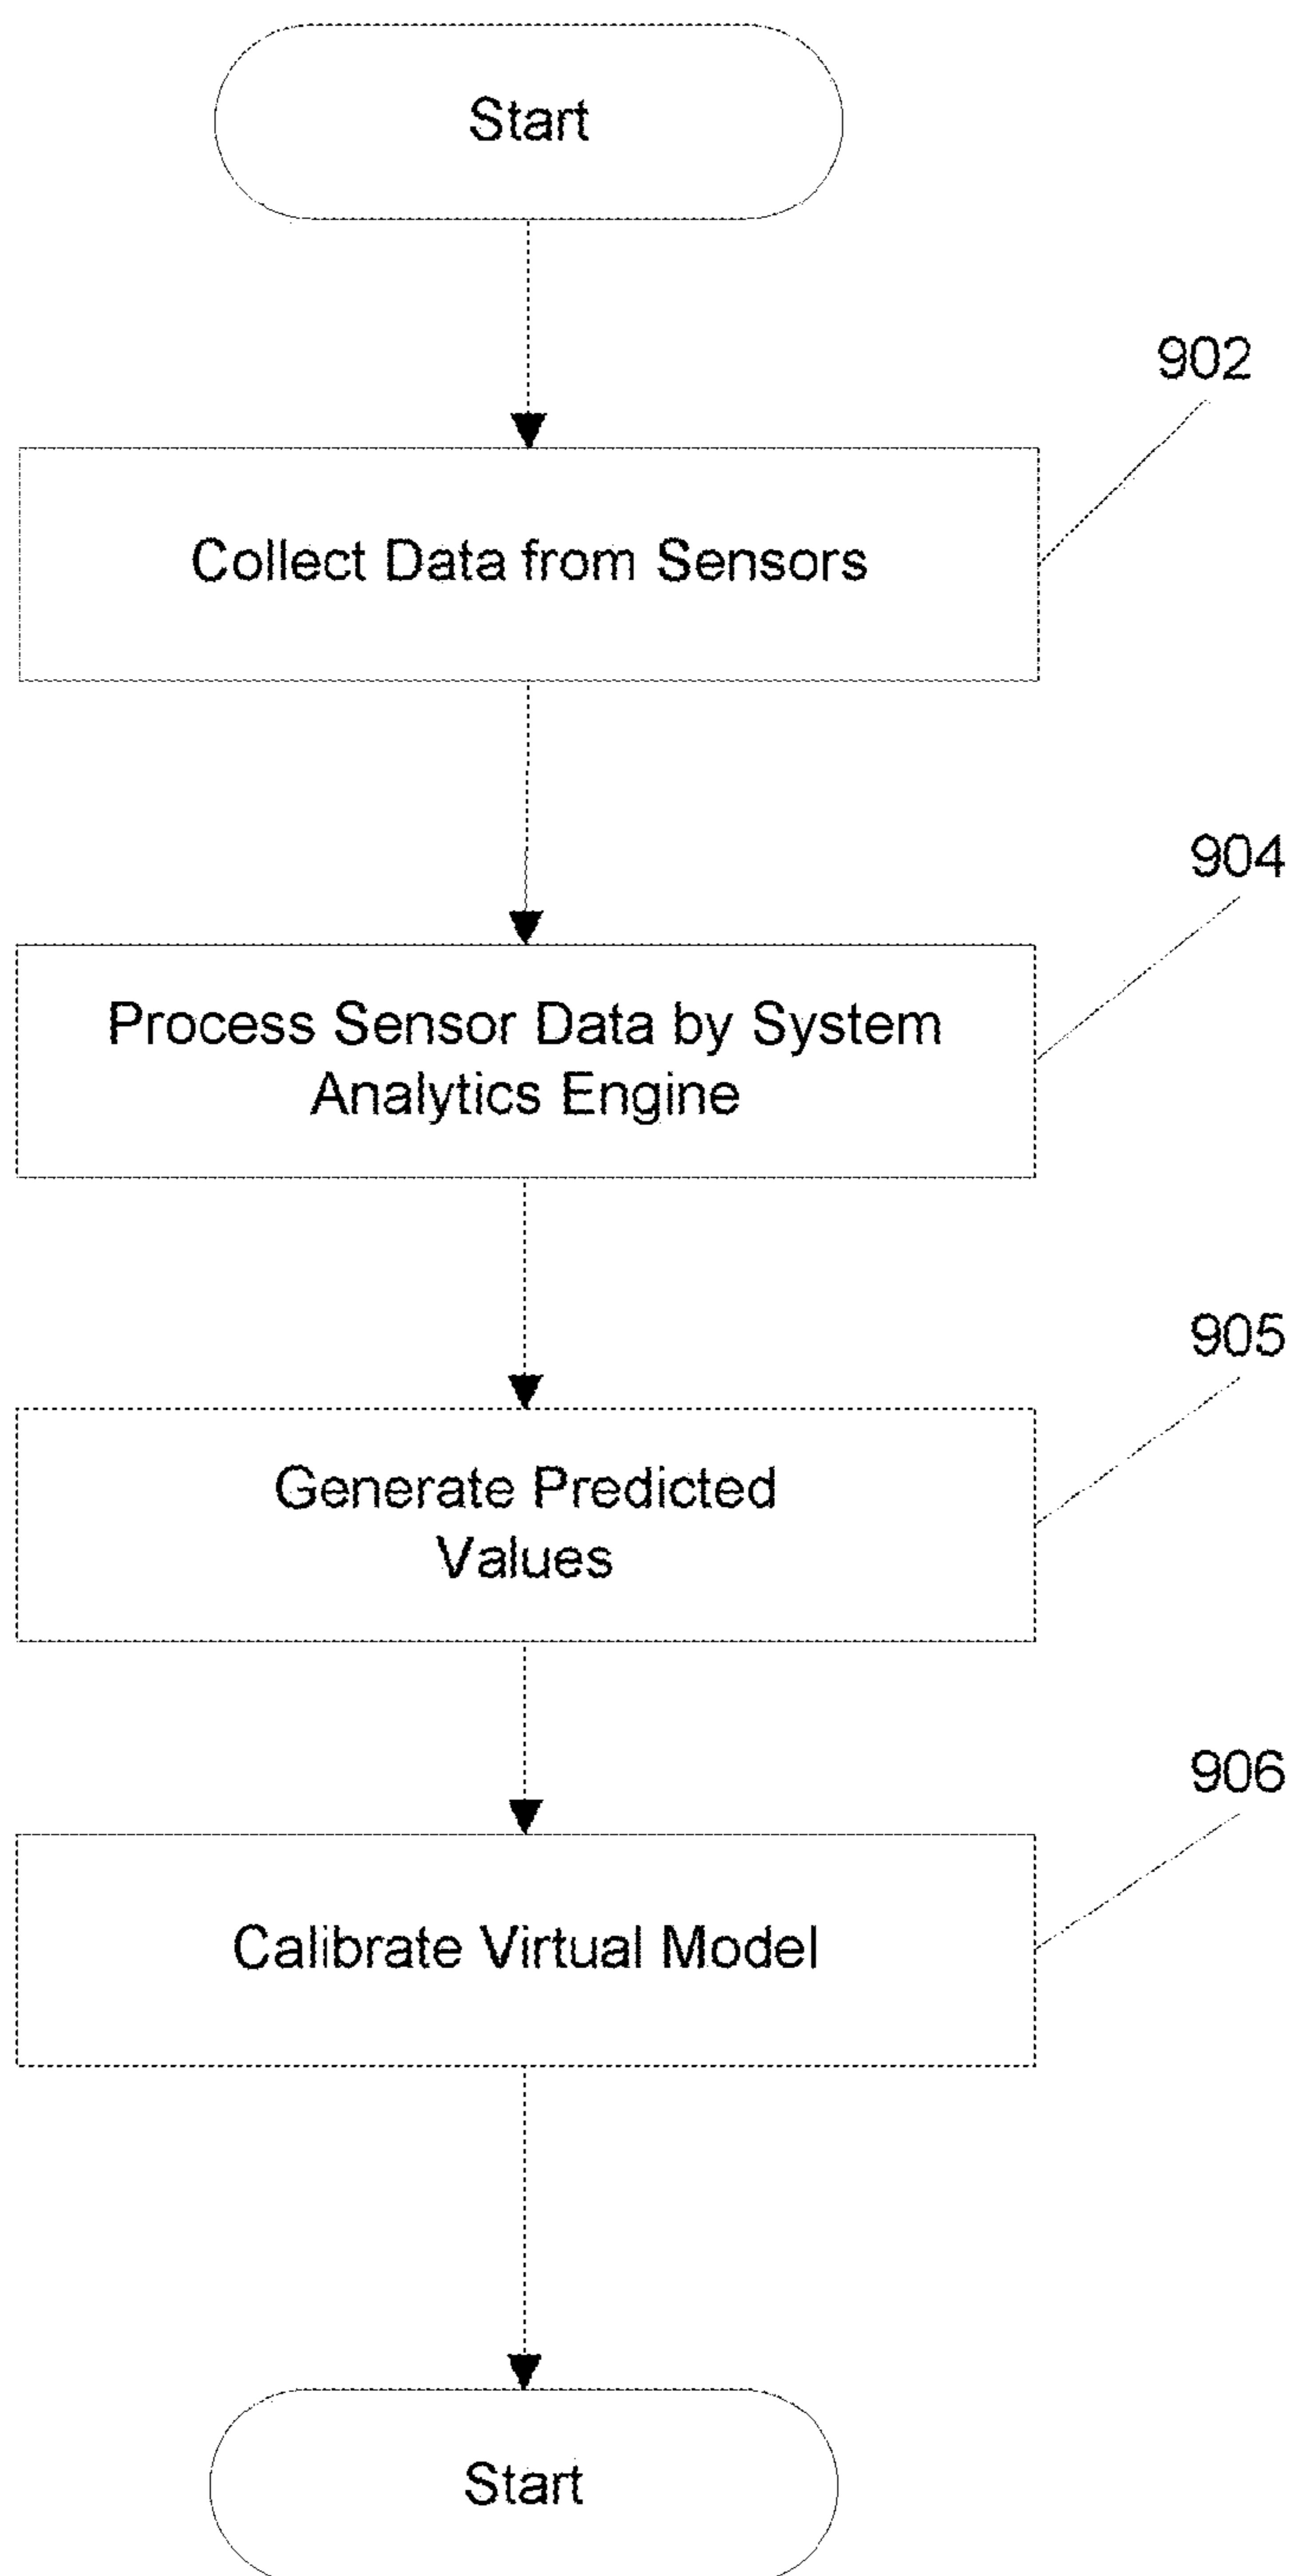 Start
902
Collect Data from Sensors
904
Process Sensor Data by System
Analytics Engine
905
Generate Predicted
Values
906
Calibrate Virtual Model
Start